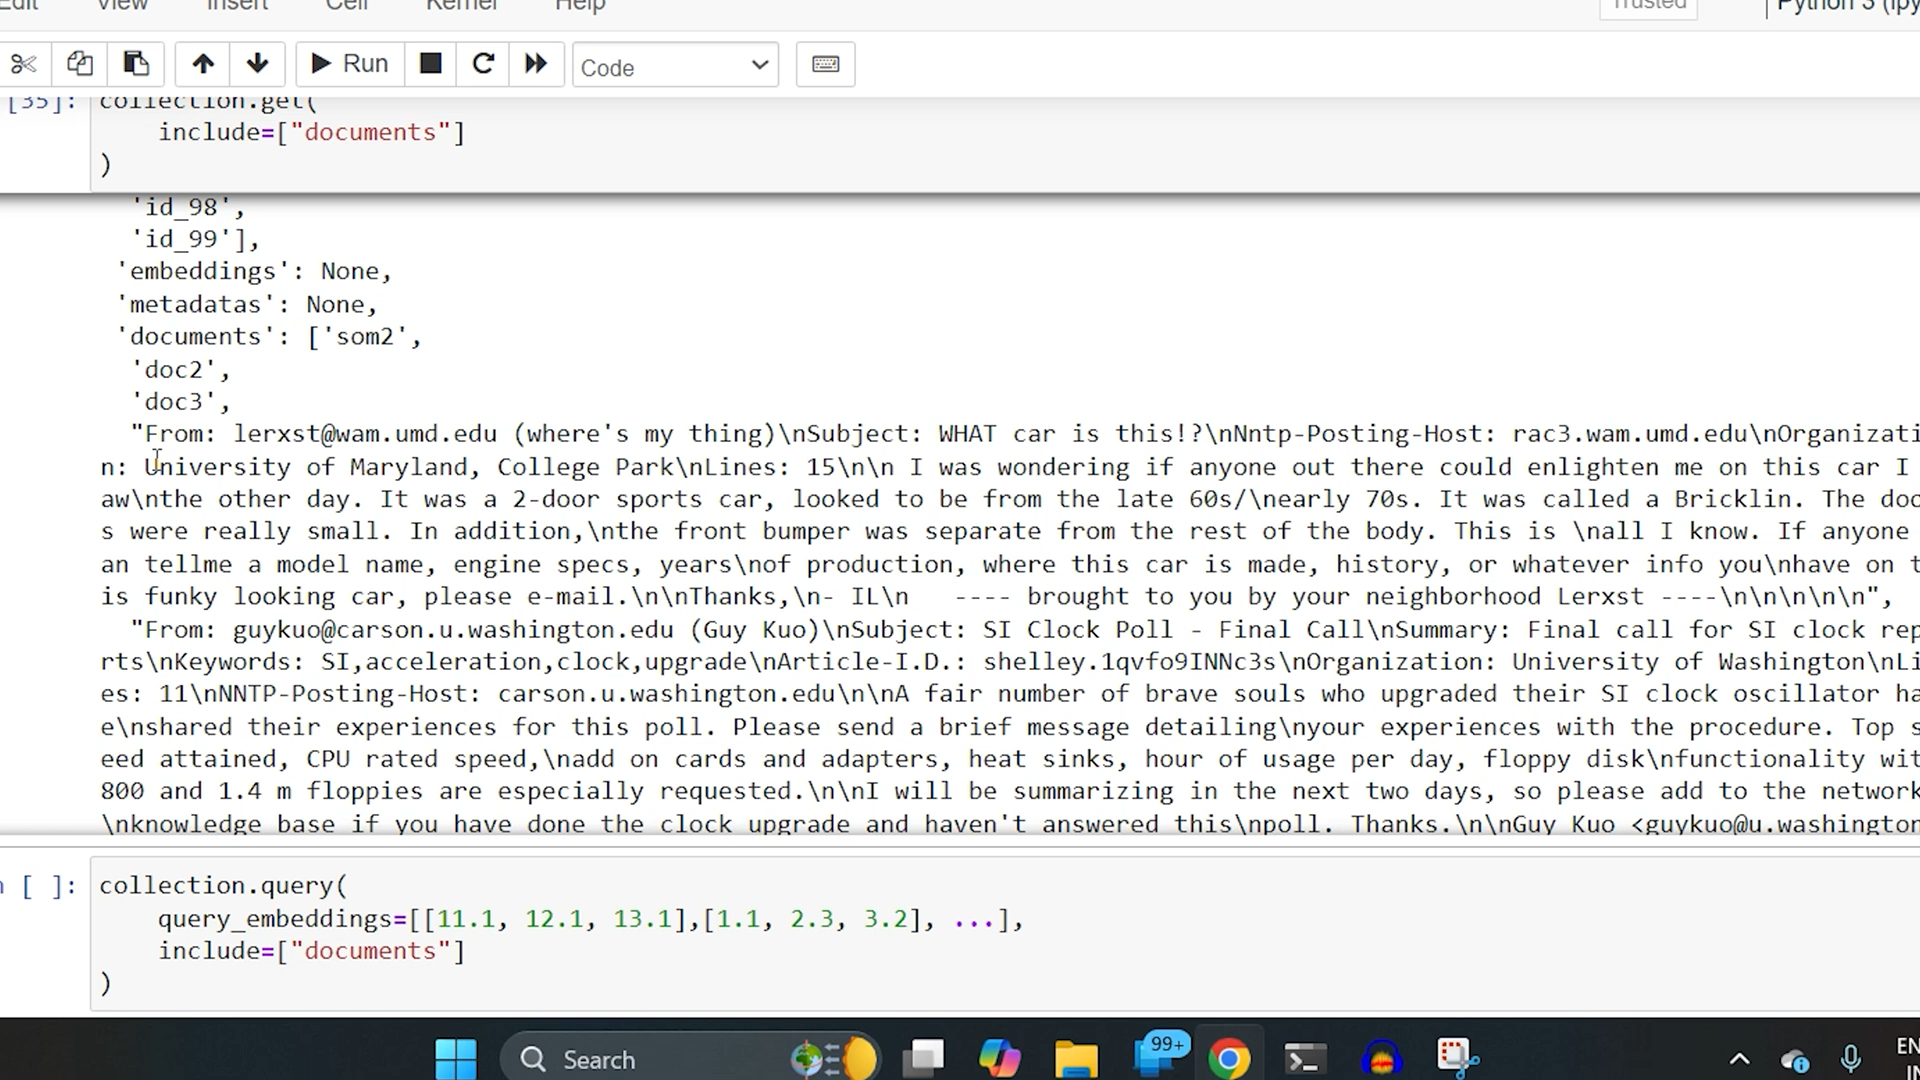 Edit View Insert Cell Kernel Help Trusted Python 3 (ipy
Run Code
[35]: collection.get(
include=["documents"]
)
'id_98',
'id_99'],
'embeddings': None,
'metadatas': None,
'documents': ['som2',
'doc2',
'doc3',
"From: lerxst@wam.umd.edu (where's my thing)\nSubject: WHAT car is this!?\nNntp-Posting-Host: rac3.wam.umd.edu\nOrganizati
n: University of Maryland, College Park\nLines: 15\n\n I was wondering if anyone out there could enlighten me on this car I
aw\nthe other day. It was a 2-door sports car, looked to be from the late 60s/\nearly 70s. It was called a Bricklin. The doo
s were really small. In addition,\nthe front bumper was separate from the rest of the body. This is \nall I know. If anyone
an tellme a model name, engine specs, years\nof production, where this car is made, history, or whatever info you\nhave on t
is funky looking car, please e-mail.\n\nThanks,\n- IL\n   ---- brought to you by your neighborhood Lerxst ----\n\n\n\n\n",
"From: guykuo@carson.u.washington.edu (Guy Kuo)\nSubject: SI Clock Poll - Final Call\nSummary: Final call for SI clock rep
rts\nKeywords: SI,acceleration,clock,upgrade\nArticle-I.D.: shelley.1qvfo9INNc3s\nOrganization: University of Washington\nLi
es: 11\nNNTP-Posting-Host: carson.u.washington.edu\n\nA fair number of brave souls who upgraded their SI clock oscillator ha
e\nshared their experiences for this poll. Please send a brief message detailing\nyour experiences with the procedure. Top s
eed attained, CPU rated speed,\nadd on cards and adapters, heat sinks, hour of usage per day, floppy disk\nfunctionality wit
800 and 1.4 m floppies are especially requested.\n\nI will be summarizing in the next two days, so please add to the network
\nknowledge base if you have done the clock upgrade and haven't answered this\npoll. Thanks.\n\nGuy Kuo <guykuo@u.washington
n [ ]: collection.query(
query_embeddings=[[11.1, 12.1, 13.1],[1.1, 2.3, 3.2], ...],
include=["documents"]
)
Search 99+ EN
IN